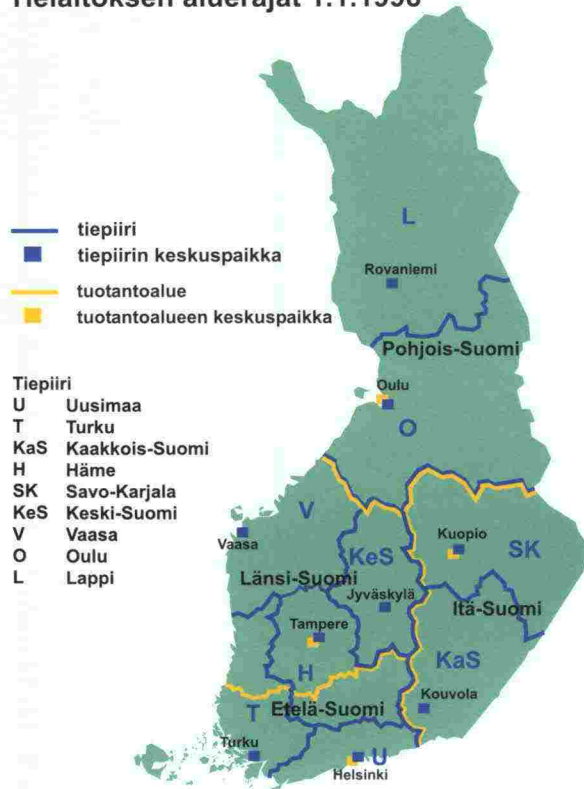 Tielaitoksen aluerajat 1.1.1998
tiepiiri
tiepiirin keskuspaikka
tuotantoalue
tuotantoalueen keskuspaikka
Tiepiiri
U Uusimaa
T Turku
KaS Kaakkois-Suomi
H Häme
SK Savo-Karjala
KeS Keski-Suomi
V Vaasa
O Oulu
L Lappi
L
Rovaniemi
Pohjois-Suomi
Oulu
O
V
Vaasa
KeS
Kuopio
SK
Länsi-Suomi
Jyväskylä
Itä-Suomi
Tampere
H
KaS
Kouvola
T
Etelä-Suomi
Turku
U
Helsinki